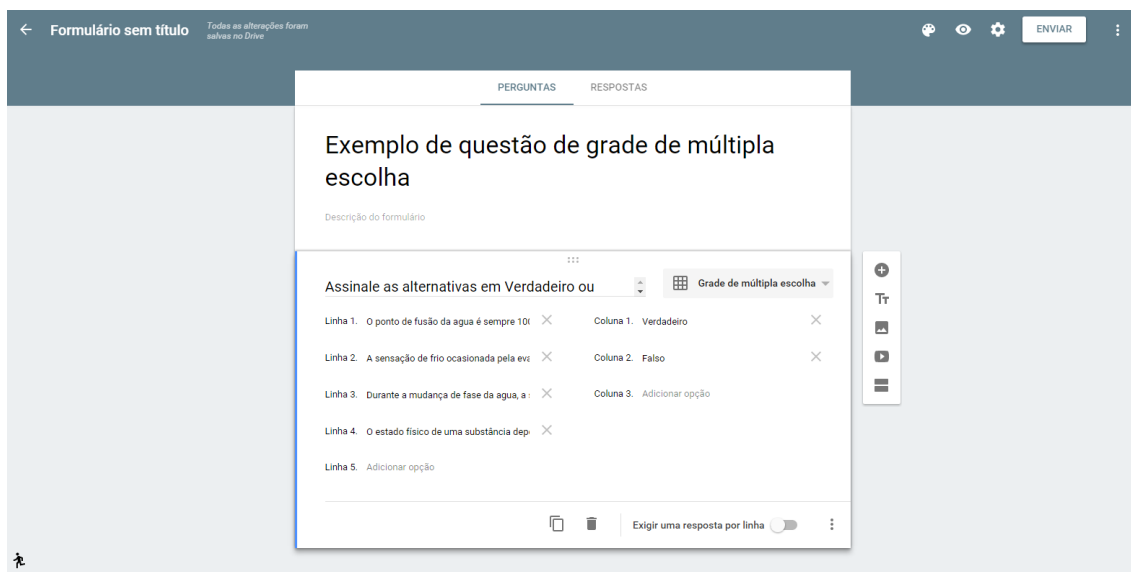 Formulário sem título
Todas as alterações foram
salvas no Drive
ENVIAR
PERGUNTAS RESPOSTAS
Exemplo de questão de grade de múltipla
escolha
Descrição do formulário
Assinale as alternativas em Verdadeiro ou
Grade de múltipla escolha
Linha 1. O ponto de fusão da agua é sempre 10 Coluna 1. Verdadeiro
Linha 2. A sensação de frio ocasionada pela eva Coluna 2. Falso
Linha 3. Durante a mudança de fase da agua, a Coluna 3. Adicionar opção
Linha 4. O estado físico de uma substância dep
Linha 5. Adicionar opção
Exigir uma resposta por linha